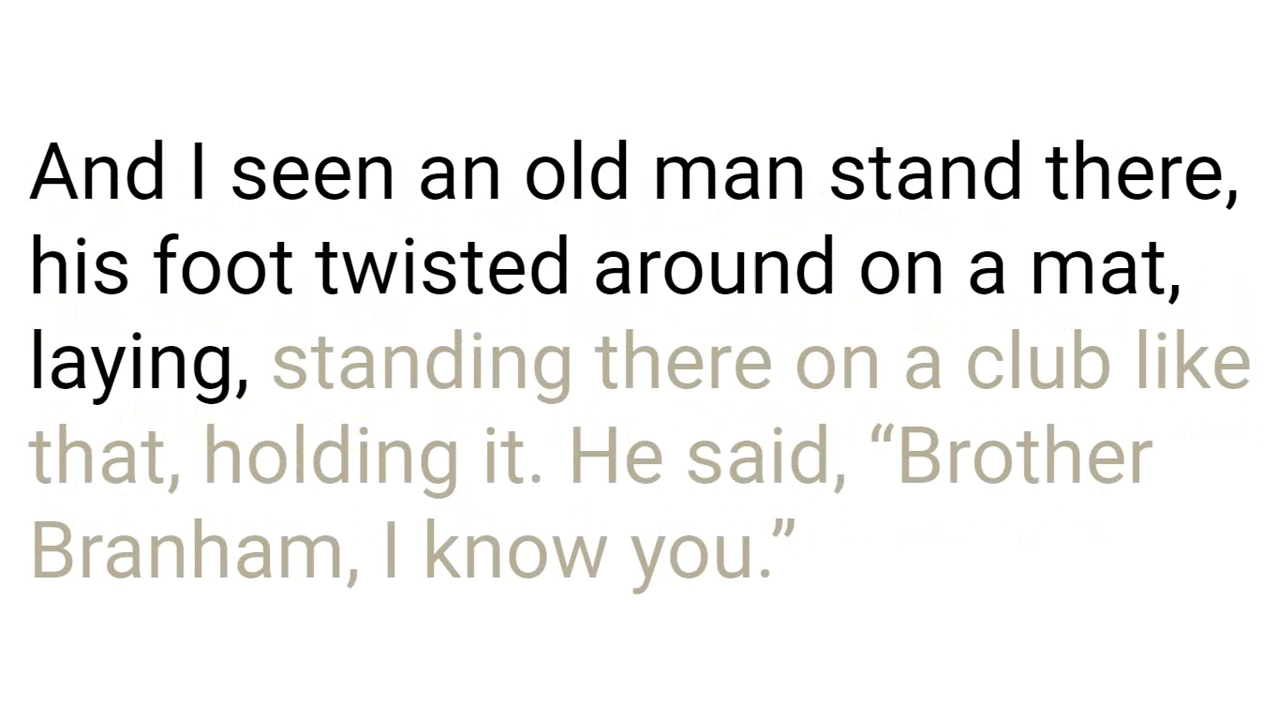 And I seen an old man stand there,
his foot twisted around on a mat,
laying, standing there on a club like
that, holding it. He said, “Brother
Branham, I know you.”